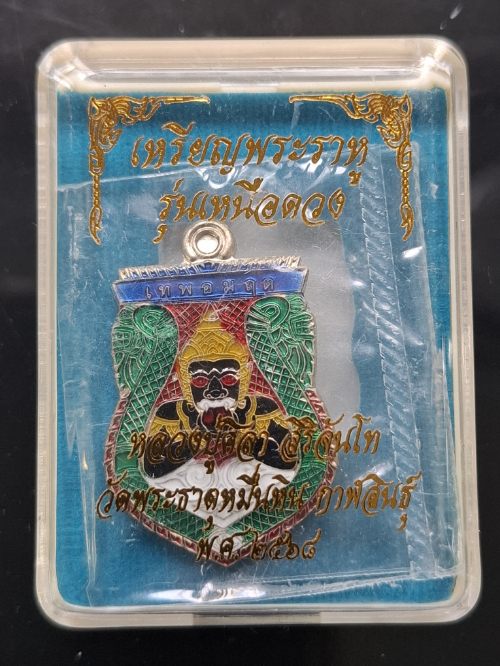 เหรียญพระราหู
รุ่นเหนือดวง
เทพอมฤต
หลวงปู่ศิลา สิริจันโท
วัดพระธาตุหมื่นหิน กาฬสินธุ์
พ.ศ. ๒๕๖๘